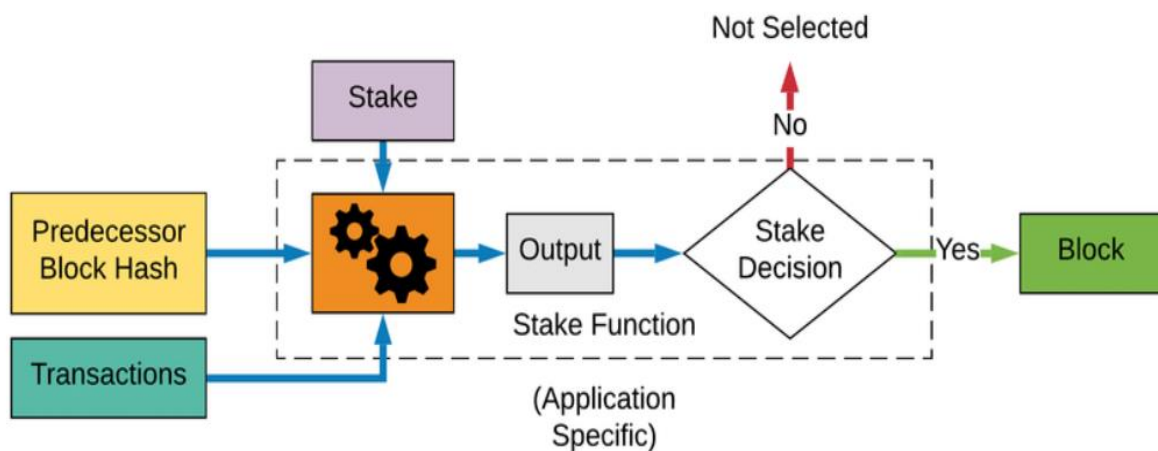 Not Selected
Stake
No
Predecessor
Block Hash
Output
Stake
Decision
Yes
Block
Stake Function
Transactions
(Application
Specific)